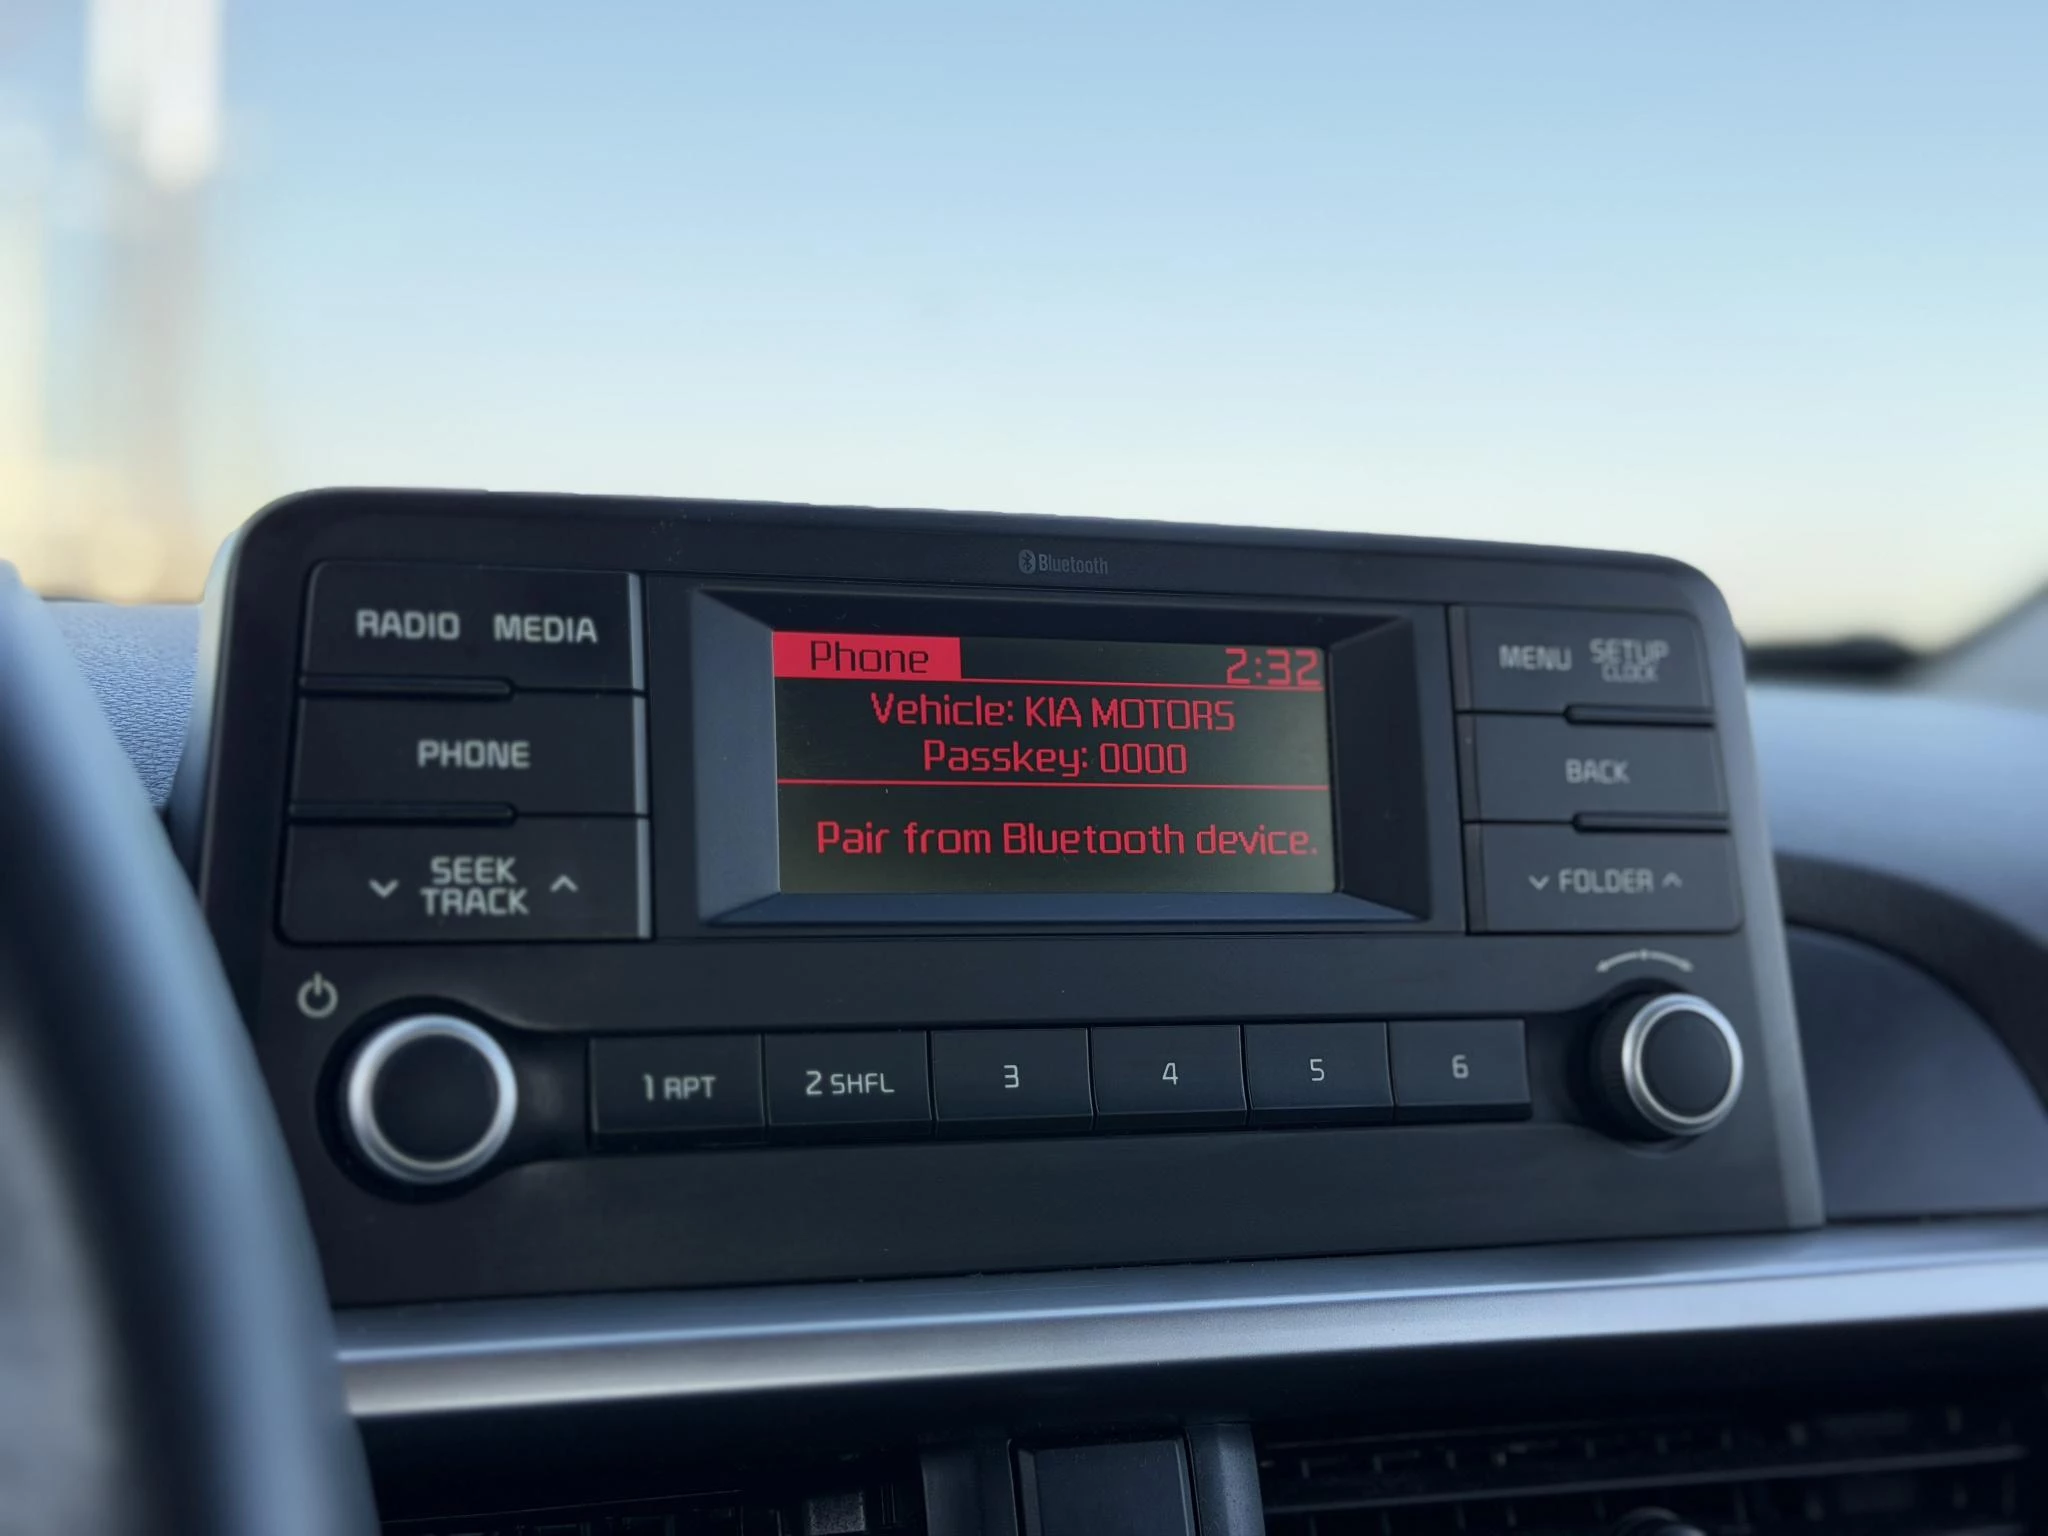 Bluetooth
RADIO MEDIA
PHONE
SEEK
TRACK
Phone 2:32
Vehicle: KIA MOTORS
Passkey: 0000
Pair from Bluetooth device.
MENU SETUP
CLOCK
BACK
FOLDER
1 RPT 2 SHFL 3 4 5 6